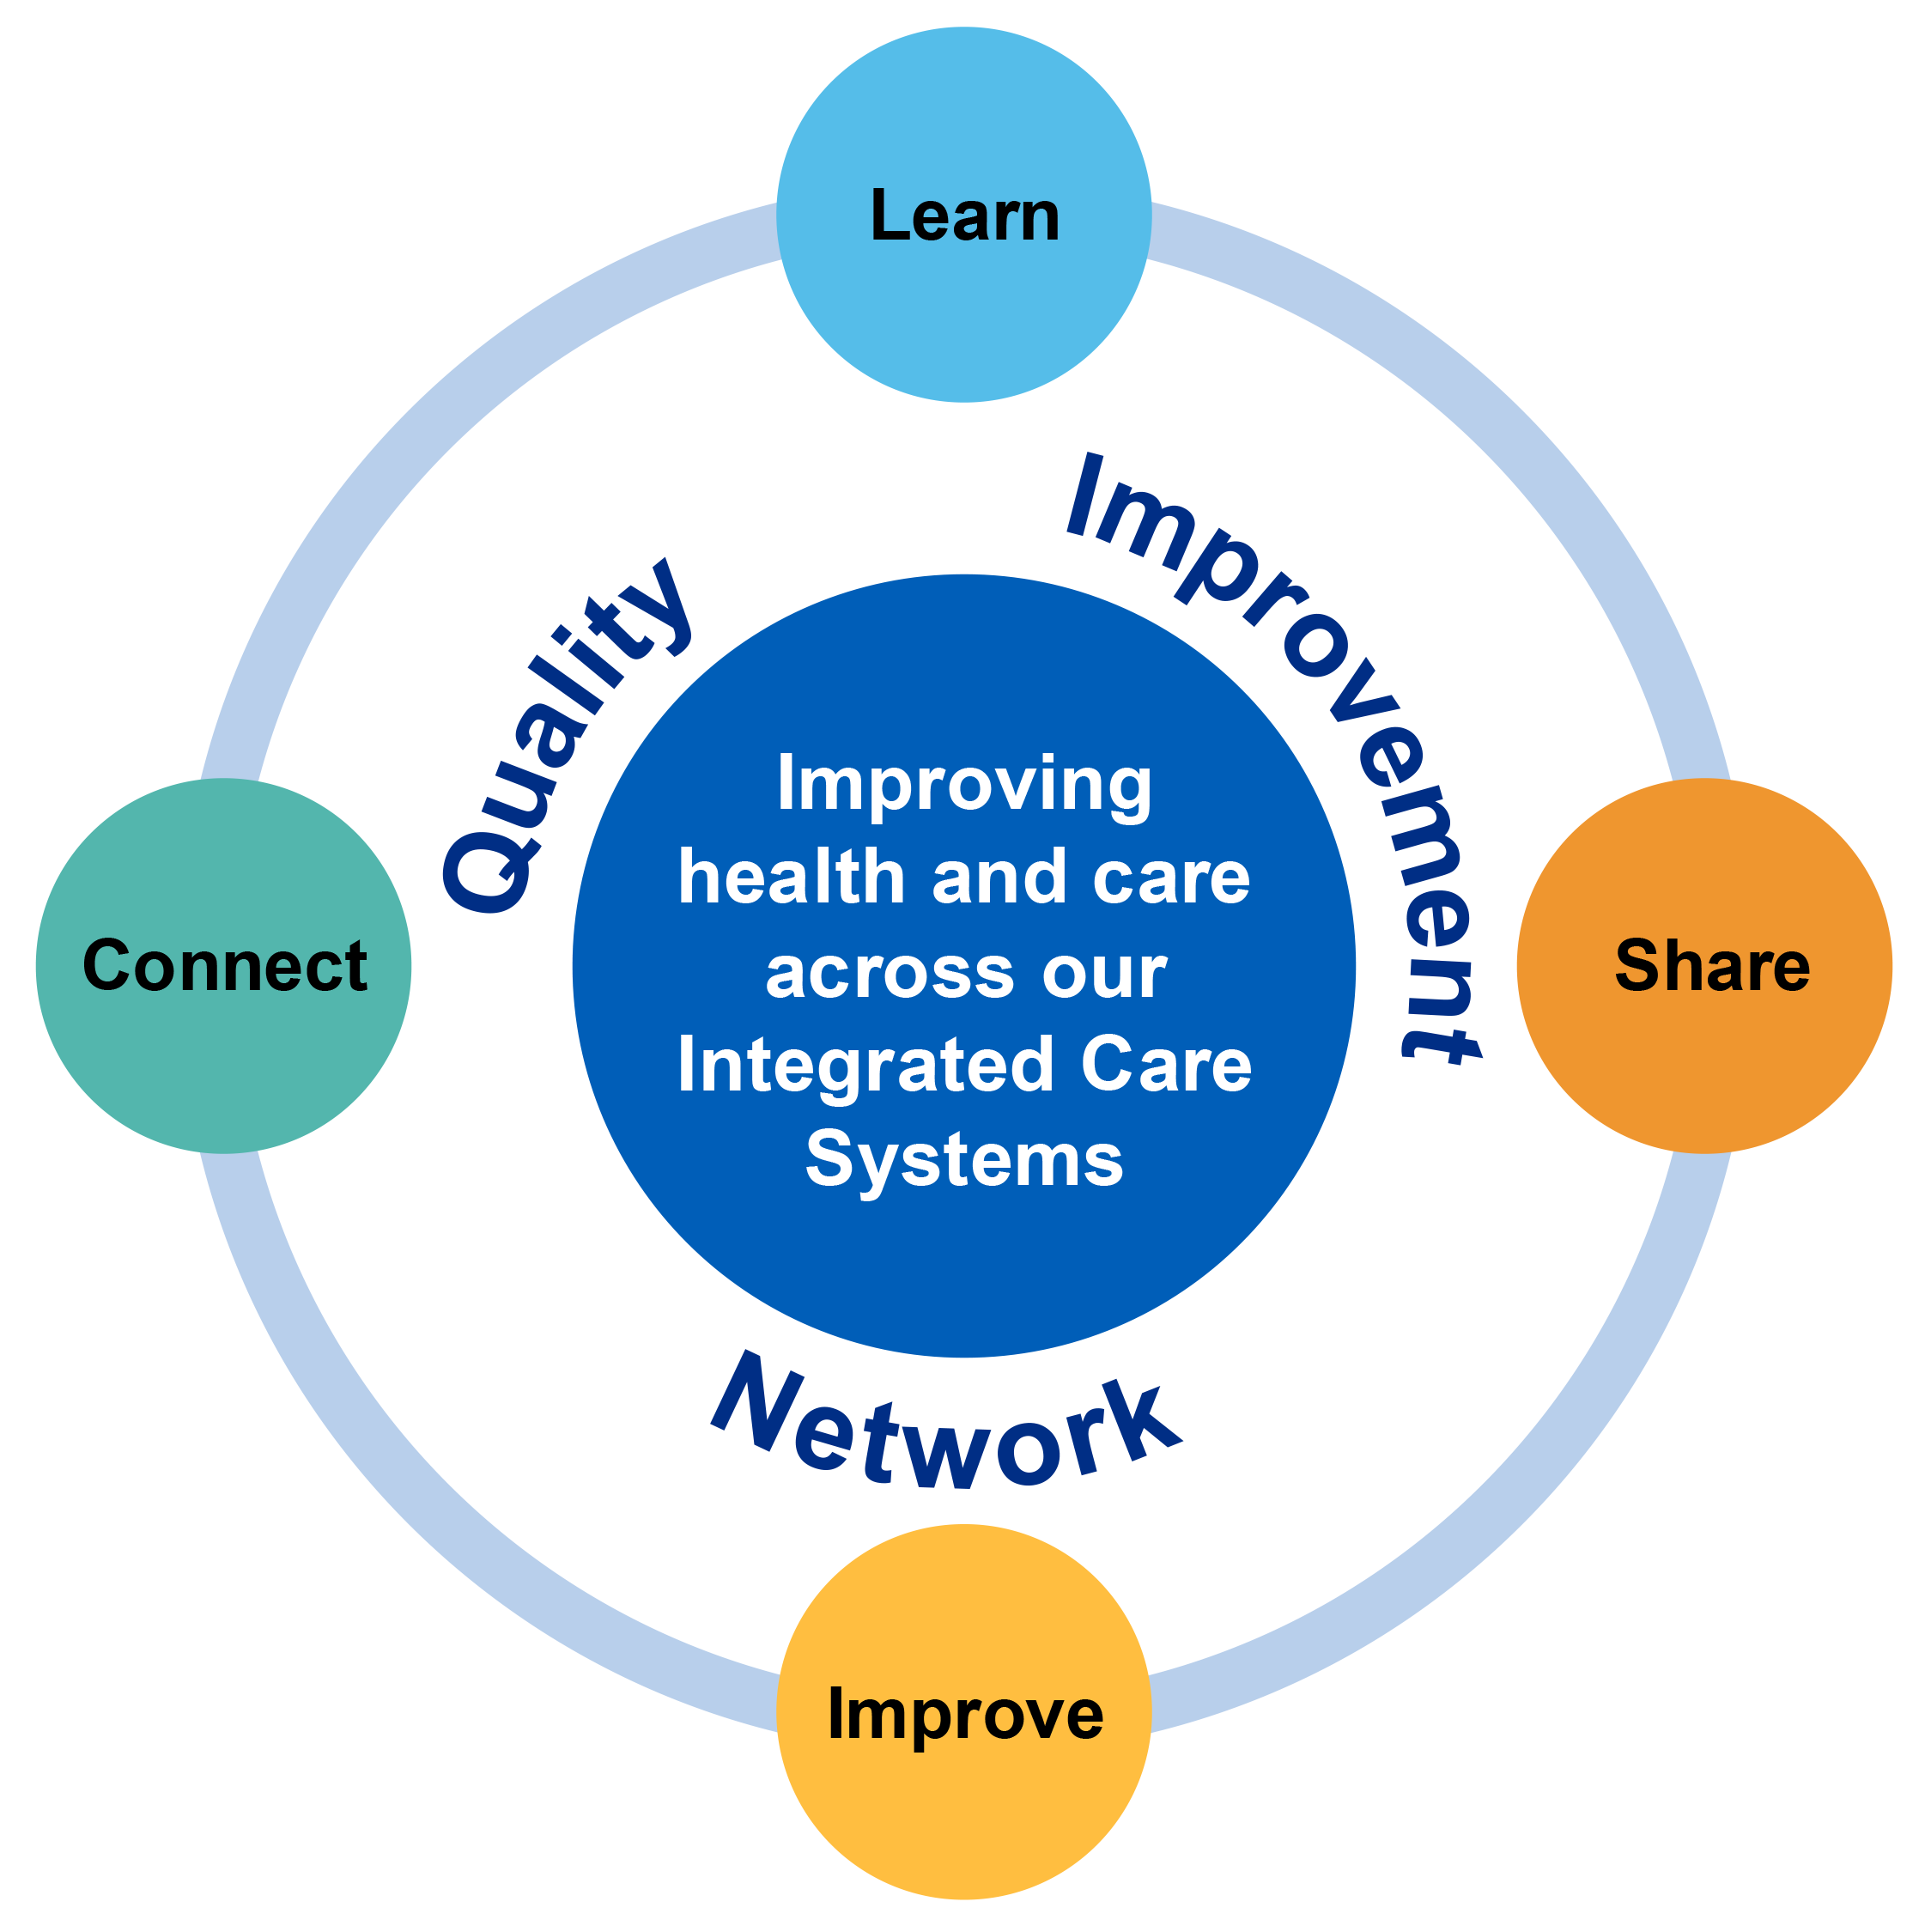 Learn
Quality
Improvement
Improving
health and care
across our
Integrated Care
Systems
Connect
Share
Network
Improve